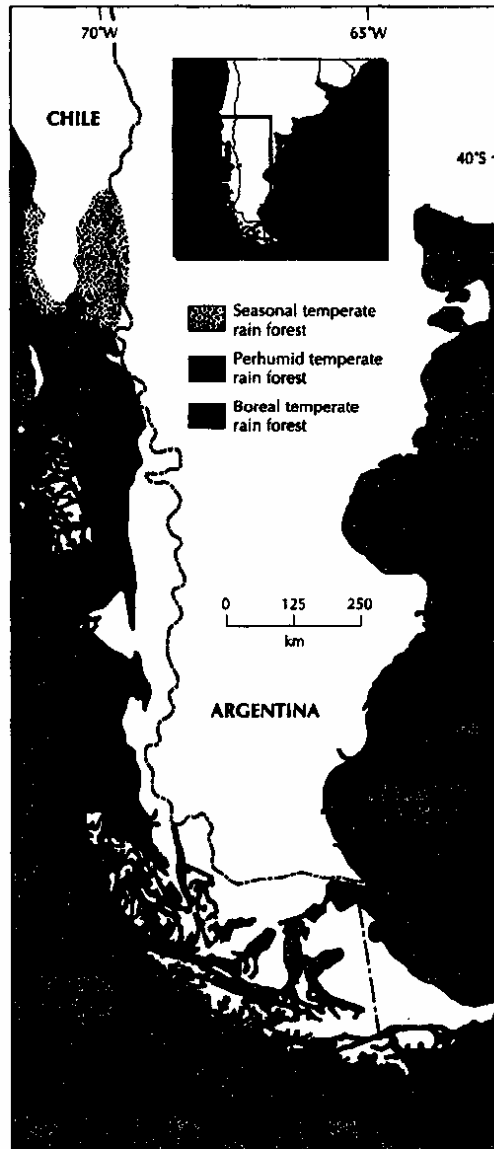 70°W
65°W
CHILE
40°S
Seasonal temperate
rain forest
Perhumid temperate
rain forest
Boreal temperate
rain forest
0 125 250
km
ARGENTINA